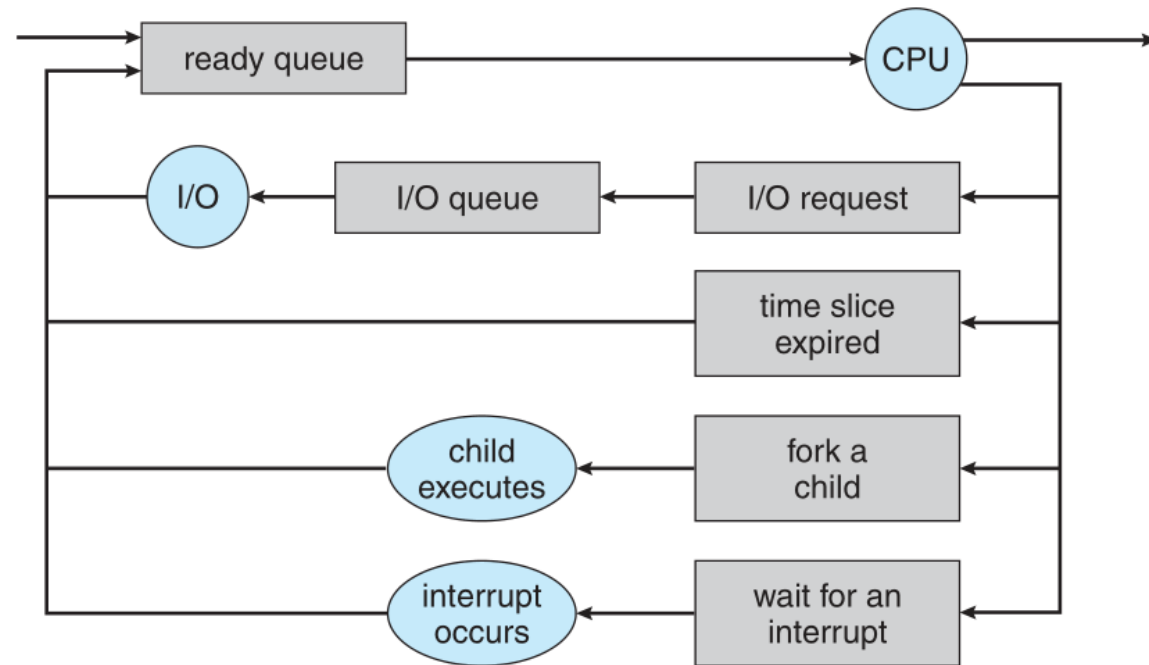 ready queue
CPU
I/O
I/O queue
I/O request
time slice
expired
child
executes
fork a
child
interrupt
occurs
wait for an
interrupt